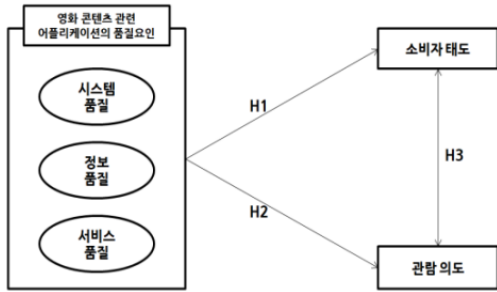 영화 콘텐츠 관련
어플리케이션의 품질요인
시스템
품질
정보
품질
서비스
품질
H1
H2
소비자 태도
H3
관람 의도